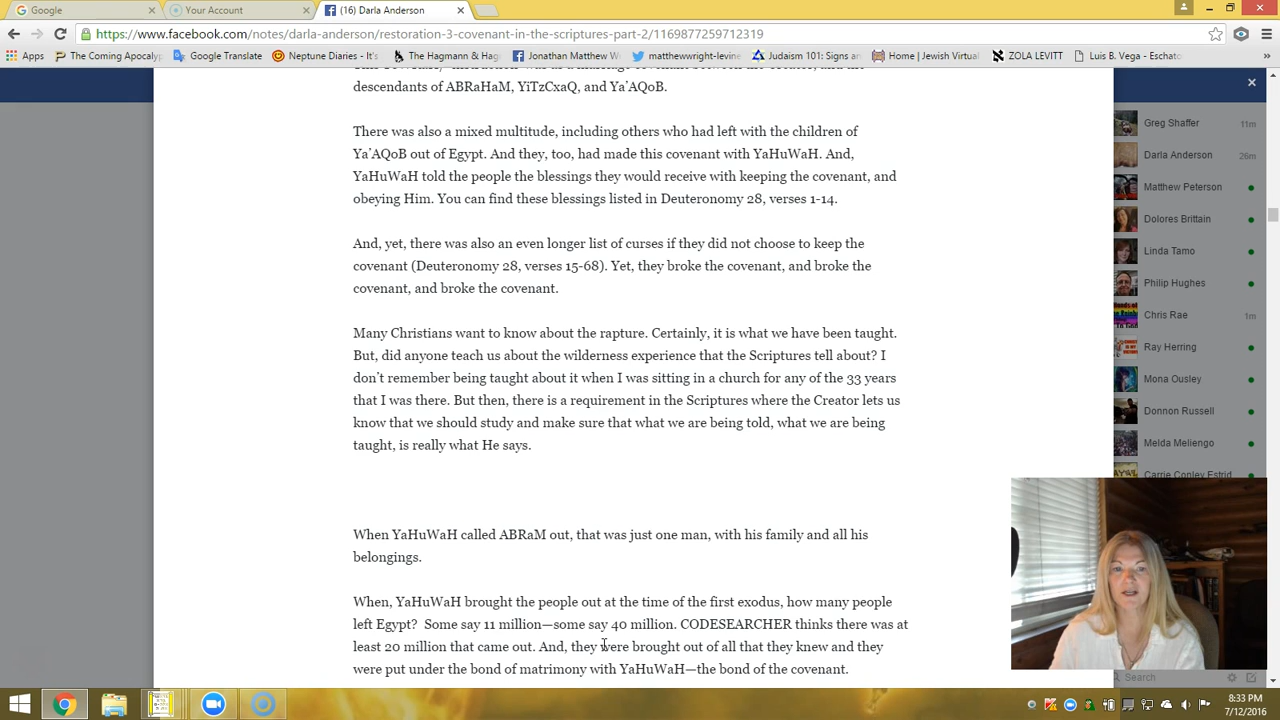 Google
Your Account
(16) Darla Anderson
https://www.facebook.com/notes/darla-anderson/restoration-3-covenant-in-the-scriptures-part-2/1169877259712319
Apps
The Coming Apocalyp
Google Translate
Neptune Diaries - It's
The Hagmann & Hag
Jonathan Matthew W
matthewwright-levine
Judaism 101: Signs an
Home | Jewish Virtual
ZOLA LEVITT
Luis B. Vega - Eschato
descendants of ABRaHaM, YiTzCxaQ, and Ya’AQoB.
There was also a mixed multitude, including others who had left with the children of
Ya’AQoB out of Egypt. And they, too, had made this covenant with YaHuWaH. And,
YaHuWaH told the people the blessings they would receive with keeping the covenant, and
obeying Him. You can find these blessings listed in Deuteronomy 28, verses 1-14.
And, yet, there was also an even longer list of curses if they did not choose to keep the
covenant (Deuteronomy 28, verses 15-68). Yet, they broke the covenant, and broke the
covenant, and broke the covenant.
Many Christians want to know about the rapture. Certainly, it is what we have been taught.
But, did anyone teach us about the wilderness experience that the Scriptures tell about? I
don’t remember being taught about it when I was sitting in a church for any of the 33 years
that I was there. But then, there is a requirement in the Scriptures where the Creator lets us
know that we should study and make sure that what we are being told, what we are being
taught, is really what He says.
When YaHuWaH called ABRaM out, that was just one man, with his family and all his
belongings.
When, YaHuWaH brought the people out at the time of the first exodus, how many people
left Egypt? Some say 11 million—some say 40 million. CODESEARCHER thinks there was at
least 20 million that came out. And, they were brought out of all that they knew and they
were put under the bond of matrimony with YaHuWaH—the bond of the covenant.
Greg Shaffer 11m
Darla Anderson 26m
Matthew Peterson
Dolores Brittain
Linda Tamo
Philip Hughes
Chris Rae 1m
Ray Herring
Mona Ousley
Donnon Russell
Melda Meliengo
Carrie Conley Estrid
Search
8:33 PM
7/12/2016